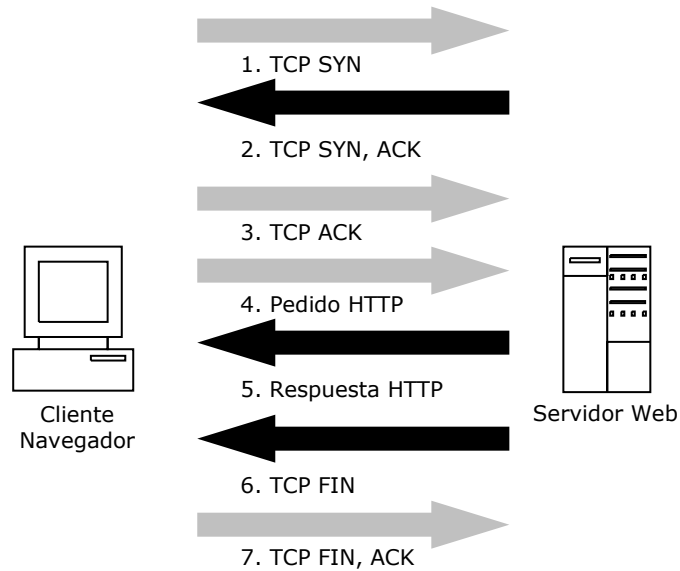 1. TCP SYN
2. TCP SYN, ACK
3. TCP ACK
4. Pedido HTTP
5. Respuesta HTTP
Cliente
Navegador
Servidor Web
6. TCP FIN
7. TCP FIN, ACK